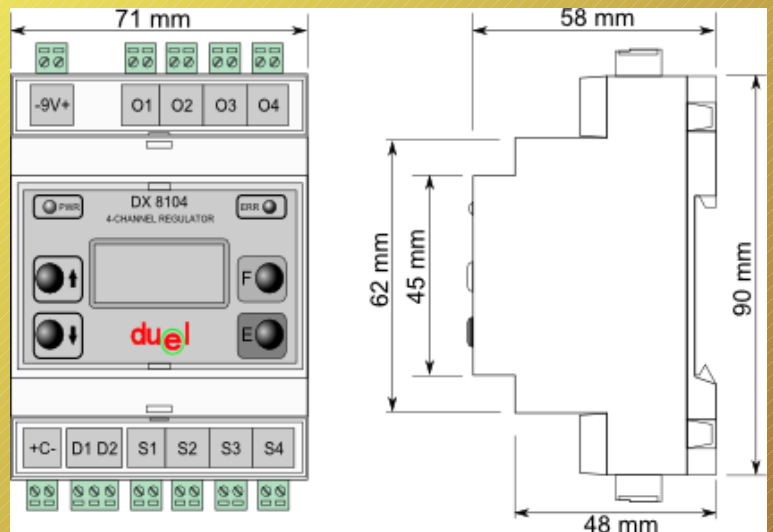 71 mm
58 mm
-9V+ O1 O2 O3 O4
DX 8104
PWR ERR
4-CHANNEL REGULATOR
F
duel
E
+C- D1 D2 S1 S2 S3 S4
62 mm
45 mm
90 mm
48 mm